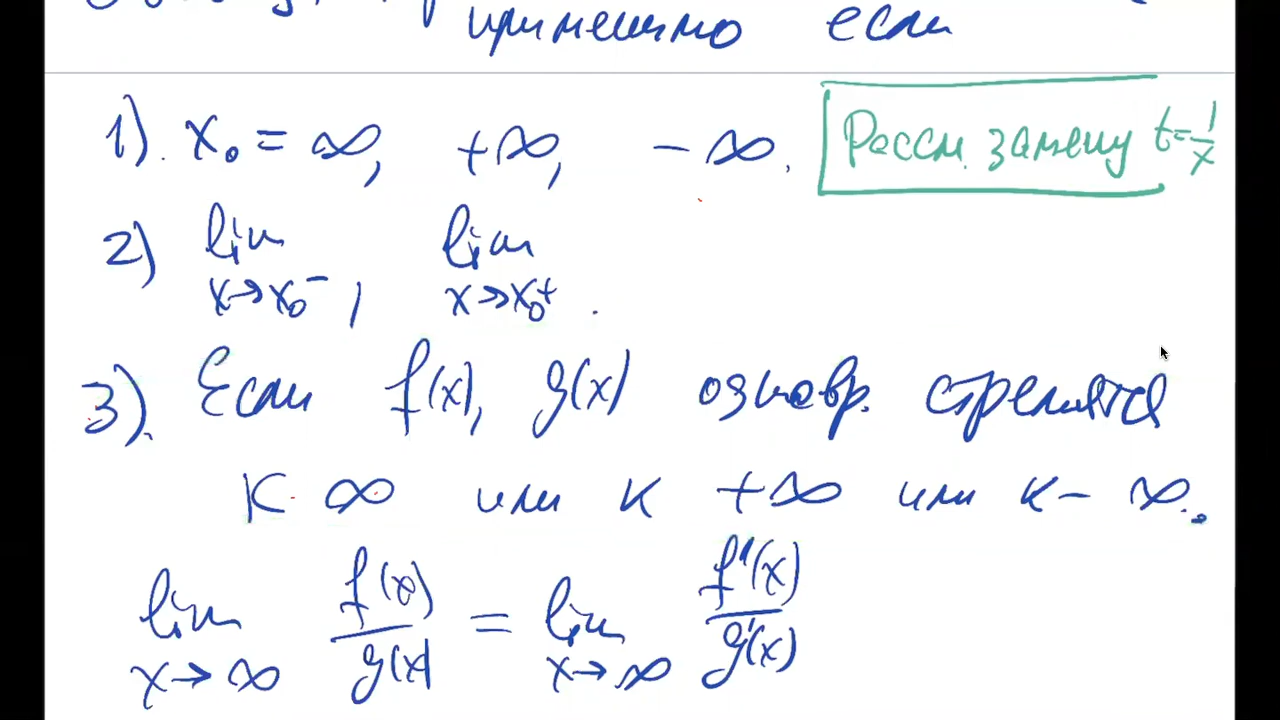 применимо если
1). x₀ = ∞, +∞, -∞. Рассм. замену t = 1/x
2) lim x→x₀⁻, lim x→x₀⁺.
3). Если f(x), g(x) одновр. стремятся
к ∞ или к +∞ или к -∞.
lim x→∞ f(x)/g(x) = lim x→∞ f'(x)/g'(x)